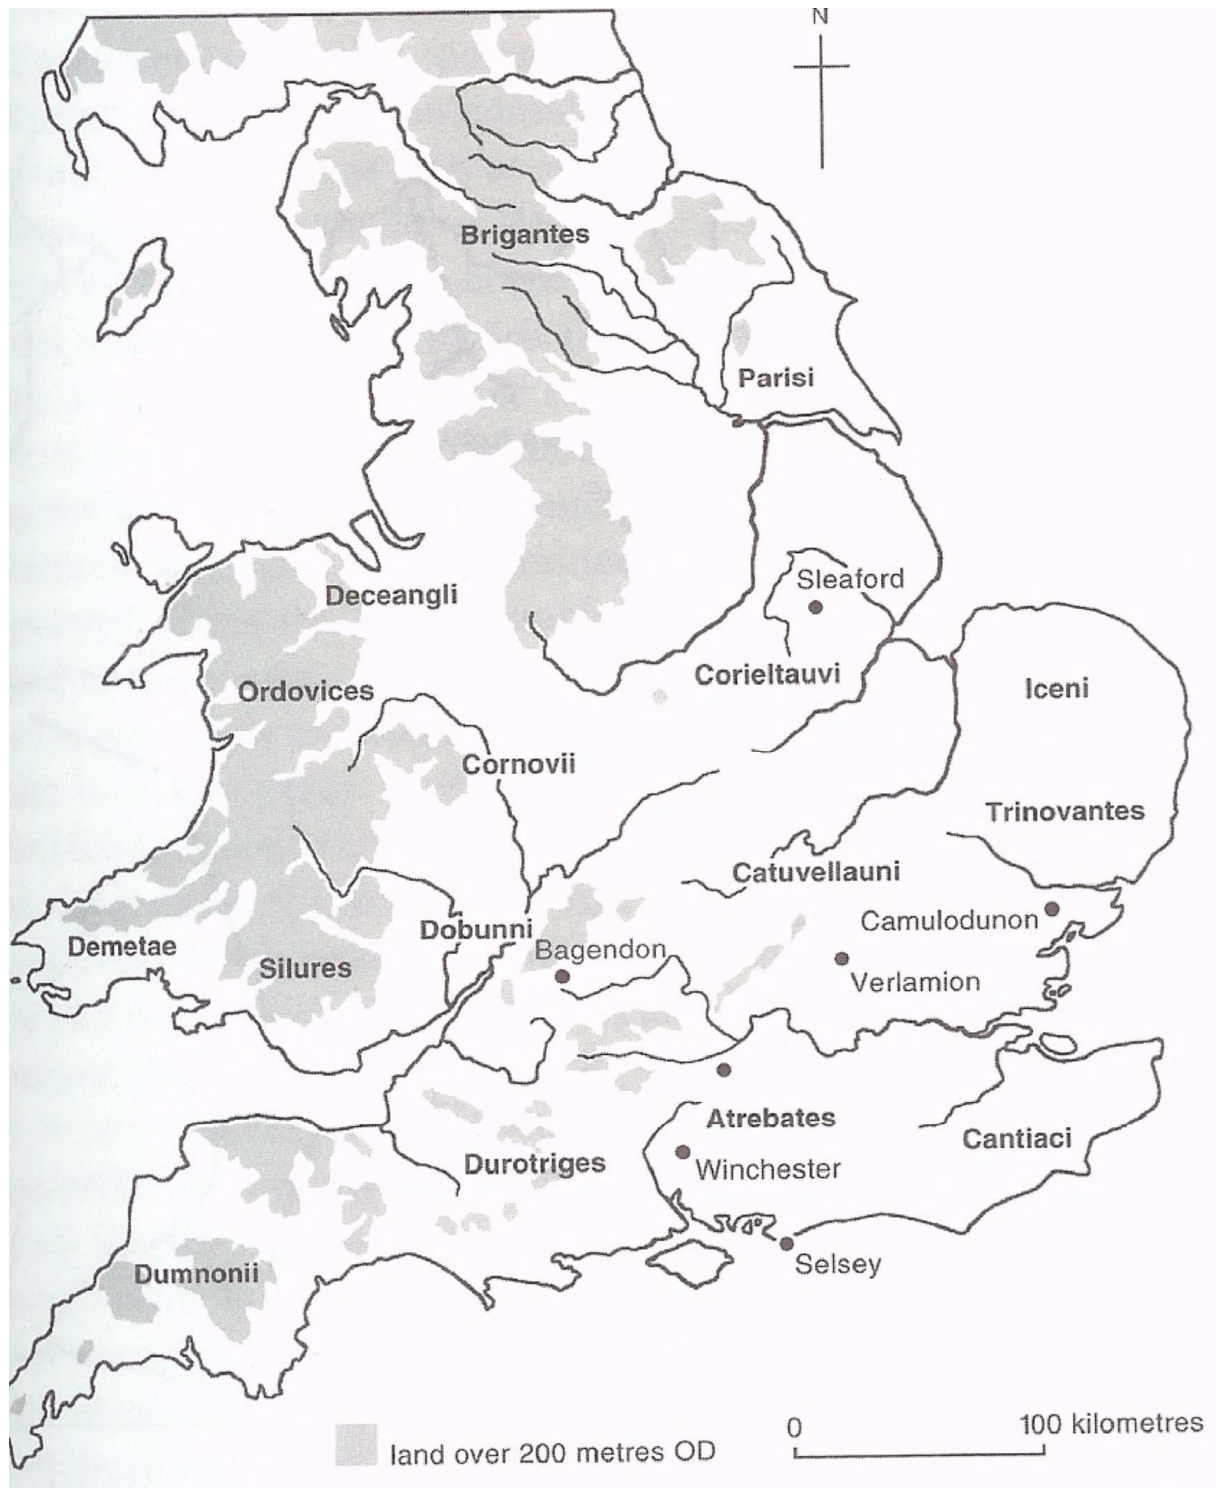 N
Brigantes
Parisi
Sleaford
Deceangli
Corieltauvi
Ordovices
Iceni
Cornovii
Trinovantes
Catuvellauni
Camulodunon
Dobunni
Demetae
Bagendon
Silures
Verlamion
Atrebates
Cantiaci
Durotriges
Winchester
Selsey
Dumnonii
0 100 kilometres
land over 200 metres OD